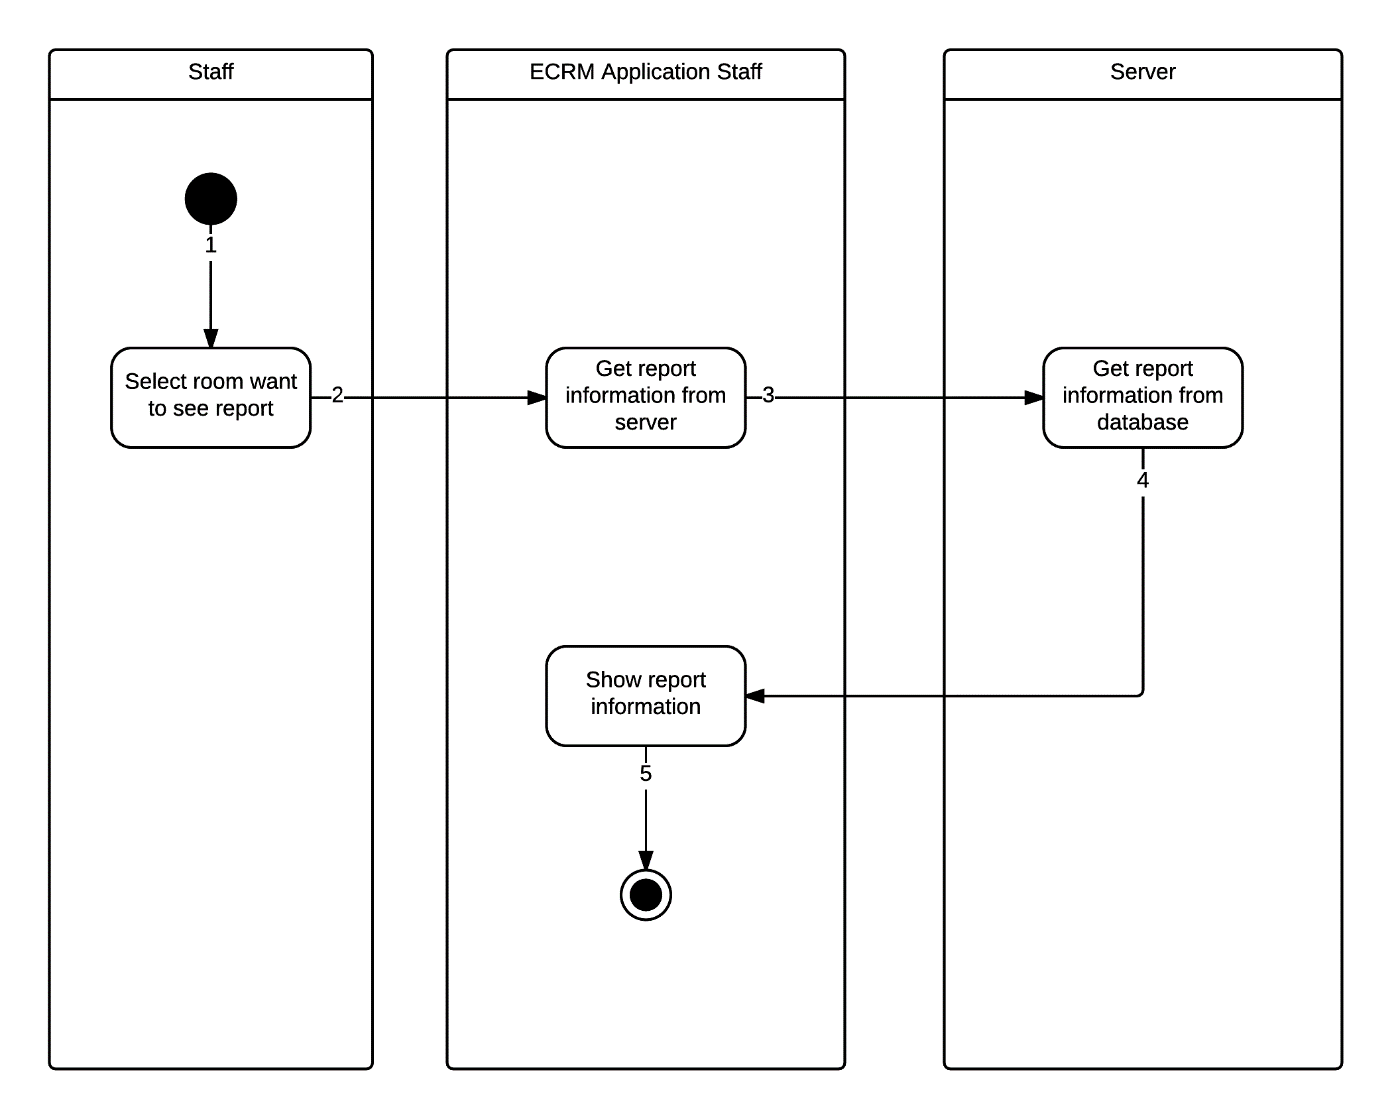 Staff
ECRM Application Staff
Server
1
Select room want
to see report
2
Get report
information from
server
3
Get report
information from
database
4
Show report
information
5